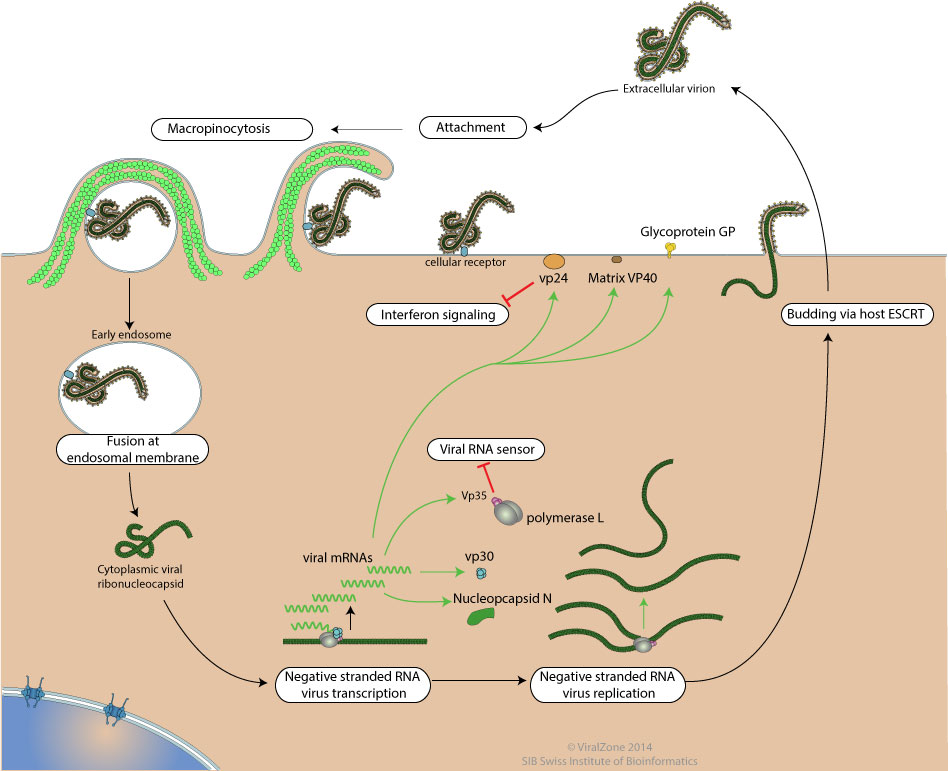 Extracellular virion
Macropinocytosis
Attachment
Glycoprotein GP
cellular receptor
vp24
Matrix VP40
Interferon signaling
Budding via host ESCRT
Early endosome
Fusion at
endosomal membrane
Viral RNA sensor
Vp35
polymerase L
viral mRNAs
vp30
Cytoplasmic viral
ribonucleocapsid
Nucleopcapsid N
Negative stranded RNA
virus transcription
Negative stranded RNA
virus replication
© ViralZone 2014
SIB Swiss Institute of Bioinformatics